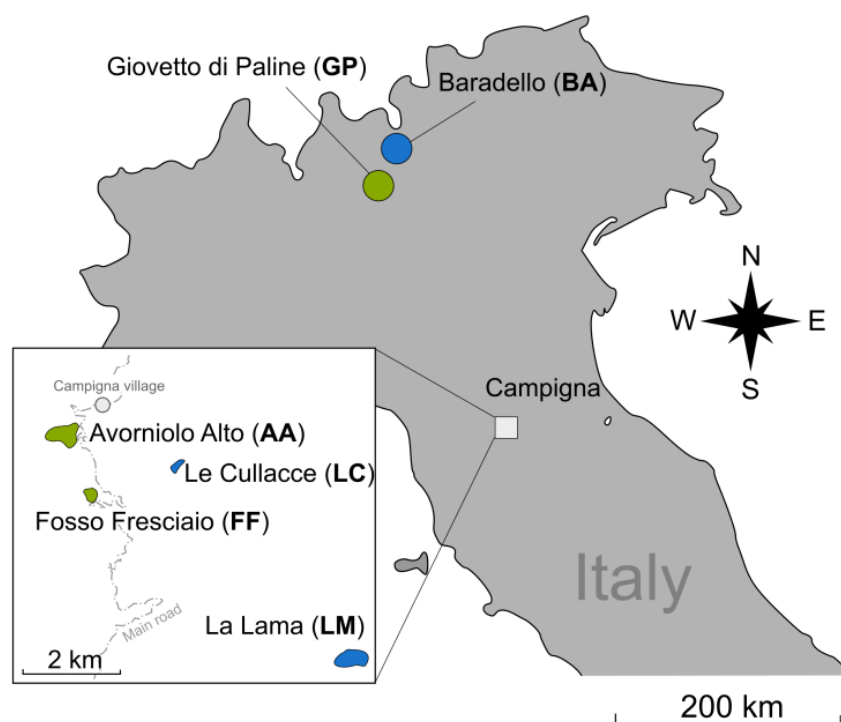 Giovetto di Paline (GP)
Baradello (BA)
N
W
E
S
Campigna
Campigna village
Avorniolo Alto (AA)
Le Cullacce (LC)
Fosso Fresciaio (FF)
Main road
La Lama (LM)
2 km
Italy
200 km